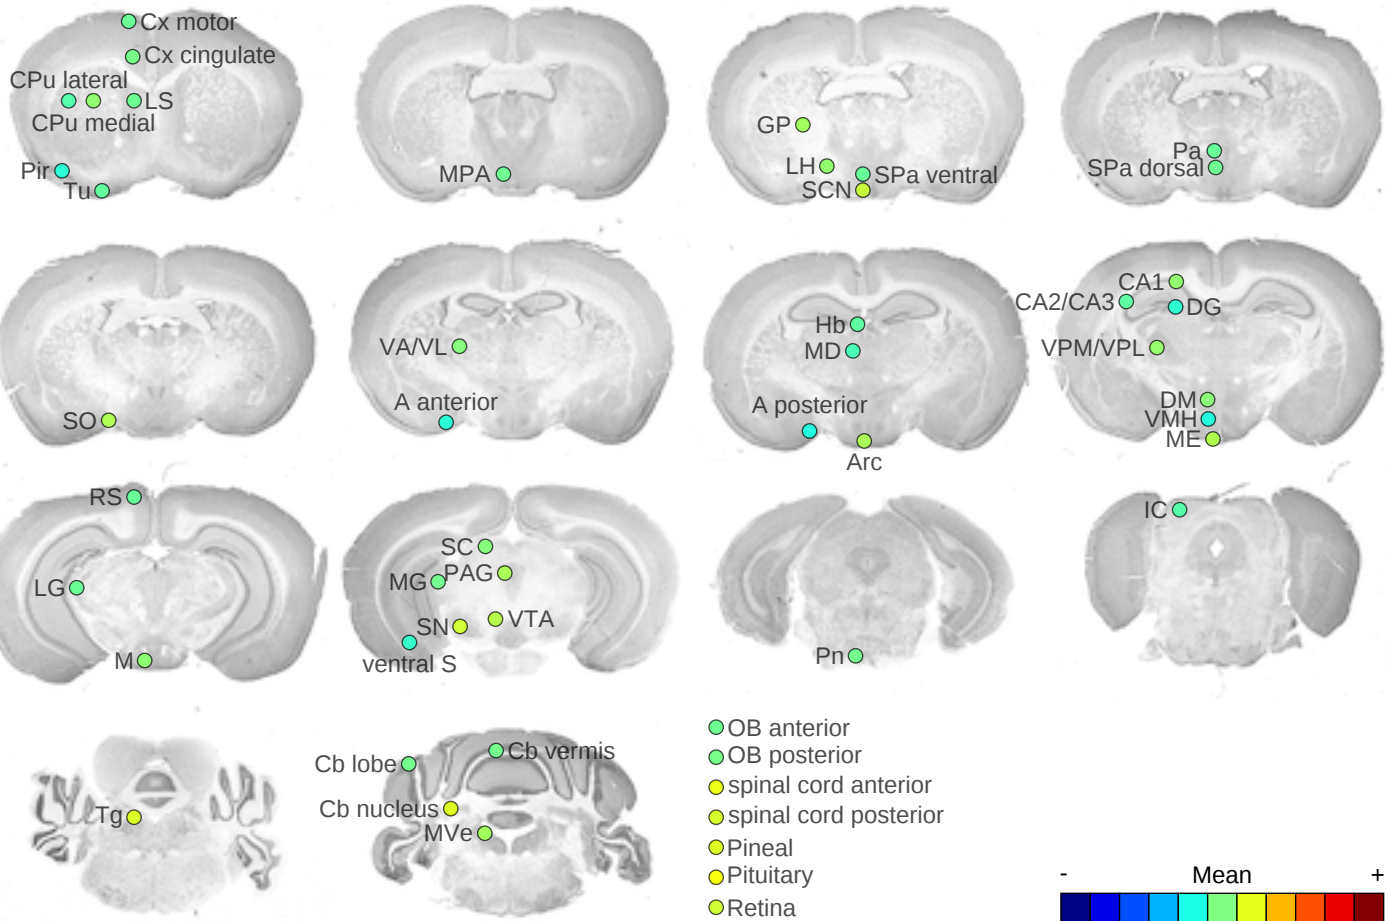 Cx motor
Cx cingulate
CPu lateral
LS
CPu medial
Pir
Tu
MPA
GP
LH
SPa ventral
SCN
Pa
SPa dorsal
SO
VA/VL
A anterior
Hb
MD
A posterior
Arc
CA1
CA2/CA3
DG
VPM/VPL
DM
VMH
ME
RS
LG
M
SC
MG PAG
SN VTA
ventral S
Pn
IC
Tg
Cb lobe Cb vermis
Cb nucleus
MVe
OB anterior
OB posterior
spinal cord anterior
spinal cord posterior
Pineal
Pituitary
Retina
- Mean +